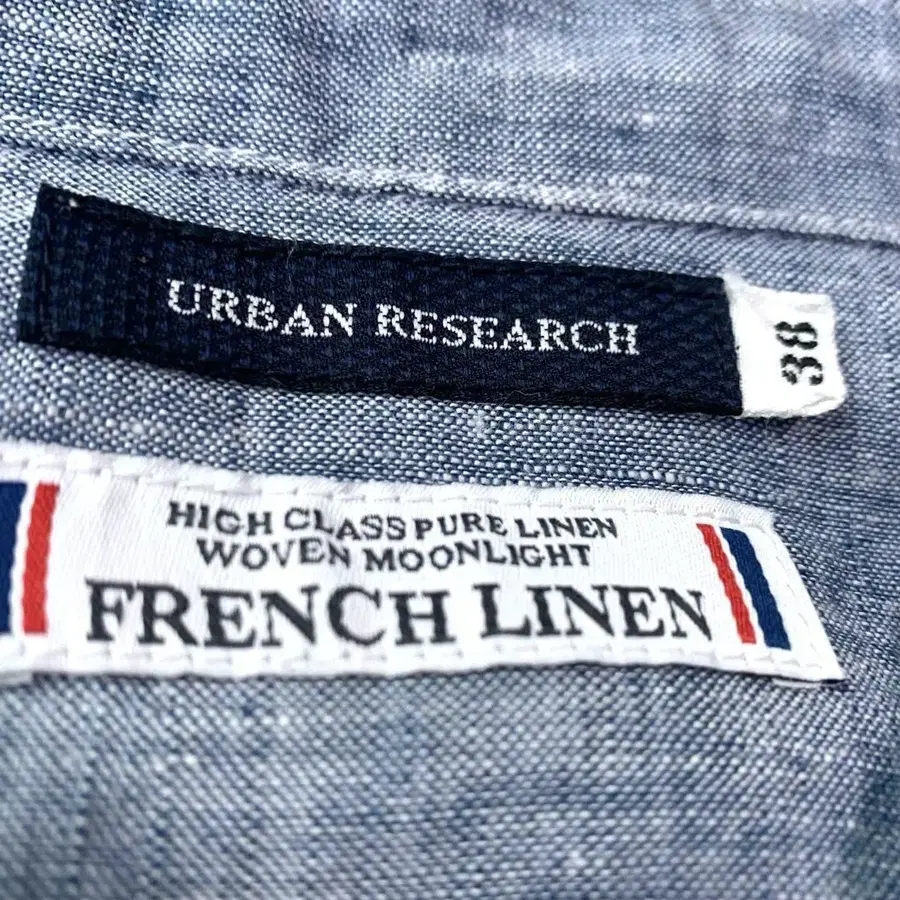 URBAN RESEARCH
38
HIGH CLASS PURE LINEN
WOVEN MOONLIGHT
FRENCH LINEN